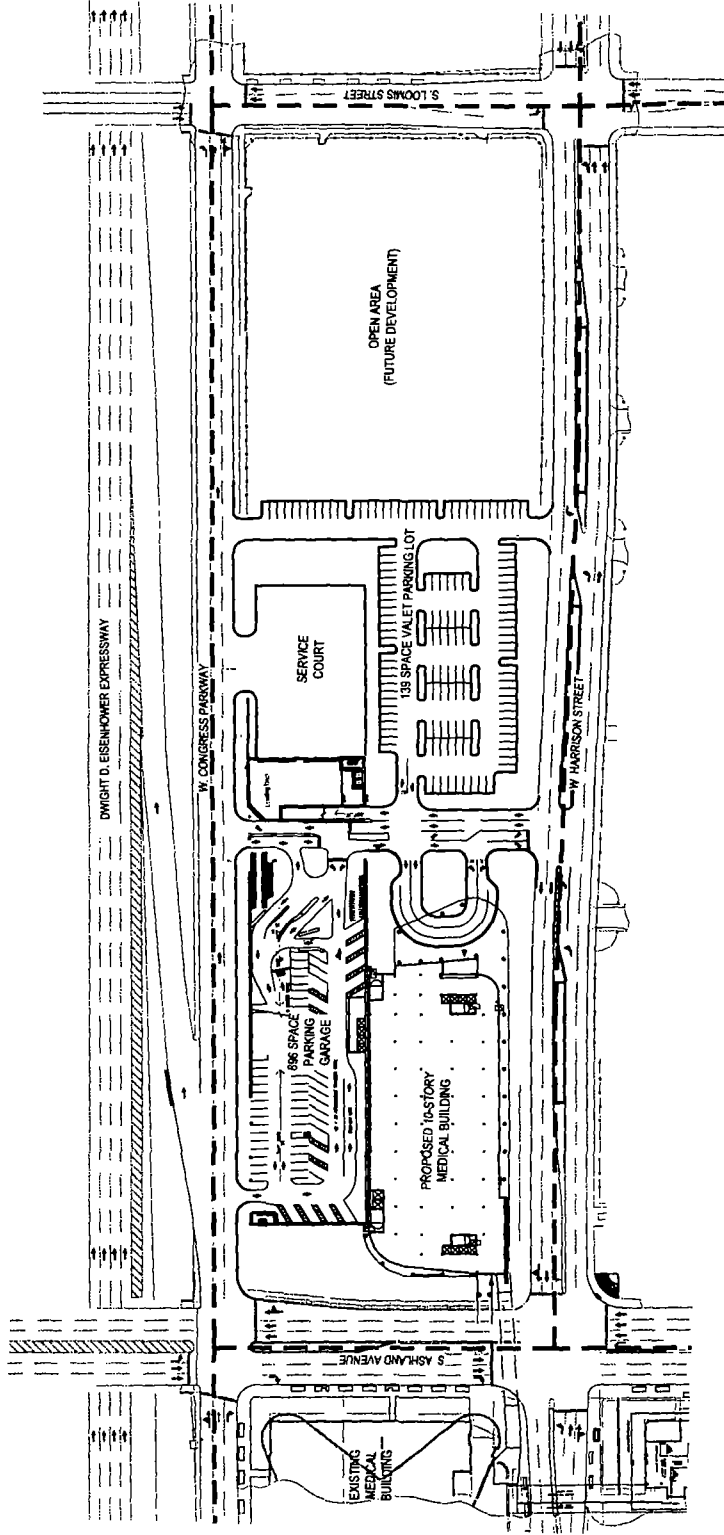 S. LOOMIS STREET
OPEN AREA
(FUTURE DEVELOPMENT)
DWIGHT D. EISENHOWER EXPRESSWAY
W. CONGRESS PARKWAY
SERVICE
COURT
139 SPACE VALET PARKING LOT
W. HARRISON STREET
896 SPACE
PARKING
GARAGE
PROPOSED 10-STORY
MEDICAL BUILDING
S. ASHLAND AVENUE
EXISTING
MEDICAL
BUILDING